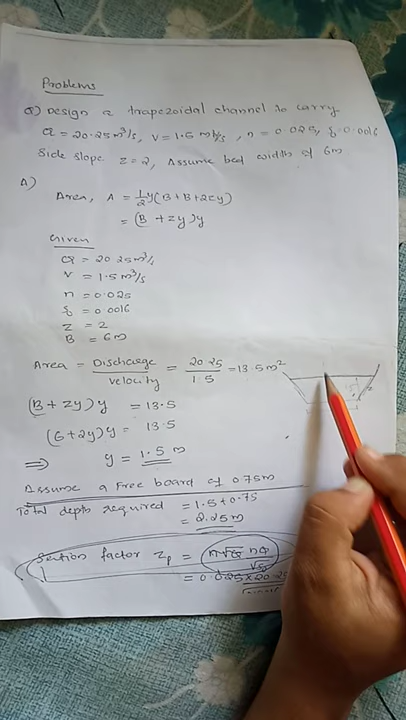 Problems
Q) Design a trapezoidal channel to carry
Q = 20.25 m³/s, V = 1.5 m/s, n = 0.025, S 0.0016
Side slope Z = 2, Assume bed width of 6m
A)
Area, A = 1/2 y (B + B + 2zy)
= (B + zy) y
Given
Q = 20.25 m³/s
V = 1.5 m³/s
n = 0.025
S = 0.0016
Z = 2
B = 6m
Area = Discharge/velocity = 20.25/1.5 = 13.5 m²
(B + zy) y = 13.5
(6 + 2y) y = 13.5
⇒ y = 1.5 m
Assume a Free board of 0.75m
Total depth required = 1.5 + 0.75
= 2.25 m
Section factor Zp = nQ/√S
= 0.025 × 20.25